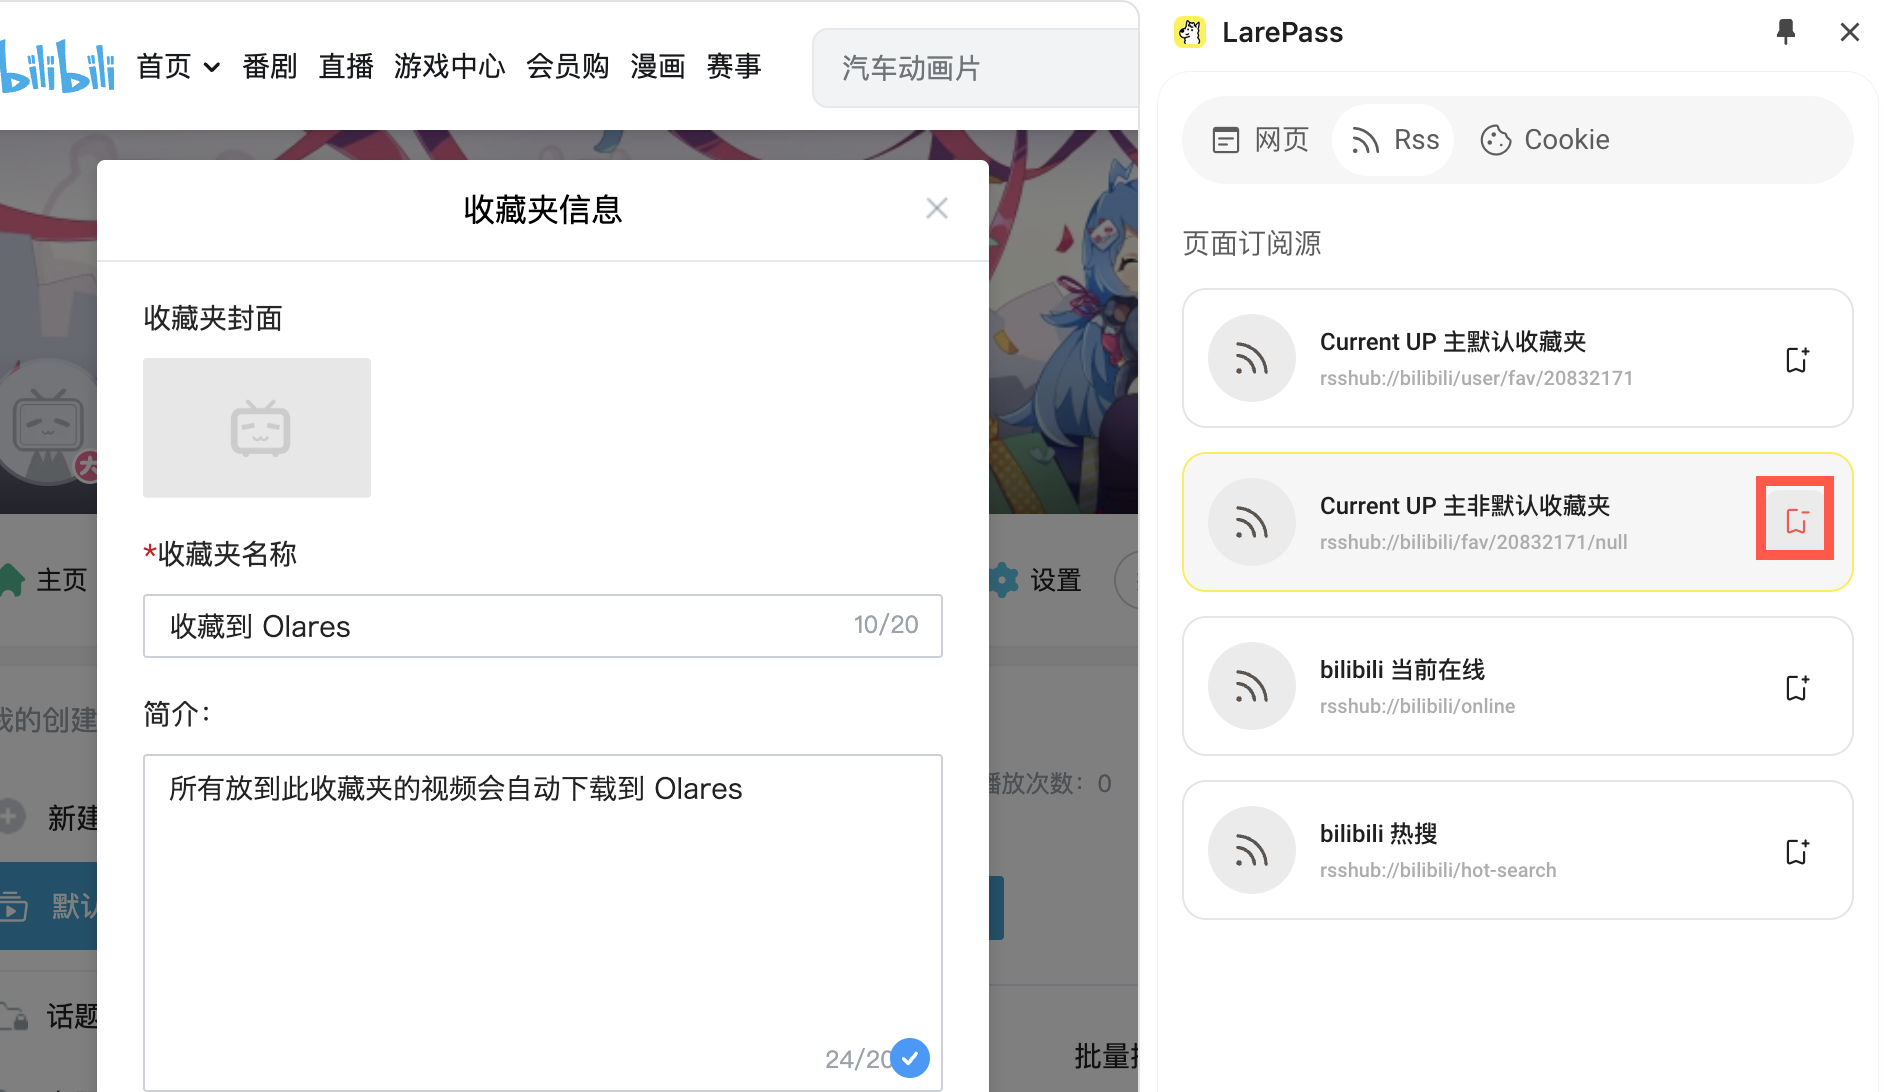 bilibili 首页 番剧 直播 游戏中心 会员购 漫画 赛事
汽车动画片
收藏夹信息
收藏夹封面
*收藏夹名称
收藏到 Olares
10/20
简介：
所有放到此收藏夹的视频会自动下载到 Olares
24/20
大
主页
设置
我的创建
新建
播放次数：0
默认
话题
批量
LarePass
网页
Rss
Cookie
页面订阅源
Current UP 主默认收藏夹
rsshub://bilibili/user/fav/20832171
Current UP 主非默认收藏夹
rsshub://bilibili/fav/20832171/null
bilibili 当前在线
rsshub://bilibili/online
bilibili 热搜
rsshub://bilibili/hot-search